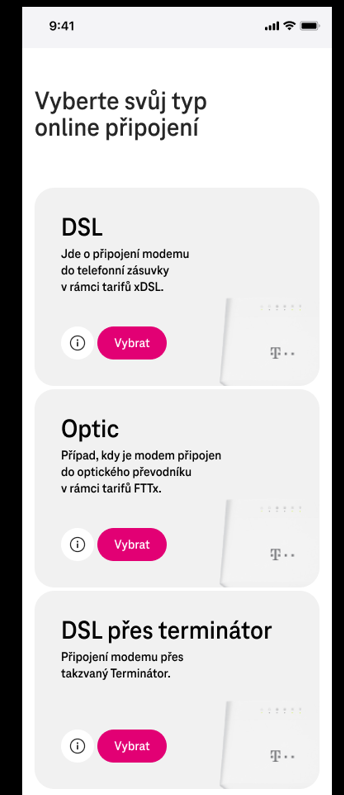 9:41
Vyberte svůj typ
online připojení
DSL
Jde o připojení modemu
do telefonní zásuvky
v rámci tarifů xDSL.
Vybrat
T
Optic
Případ, kdy je modem připojen
do optického převodníku
v rámci tarifů FTTx.
Vybrat
T
DSL přes terminátor
Připojení modemu přes
takzvaný Terminátor.
Vybrat
T